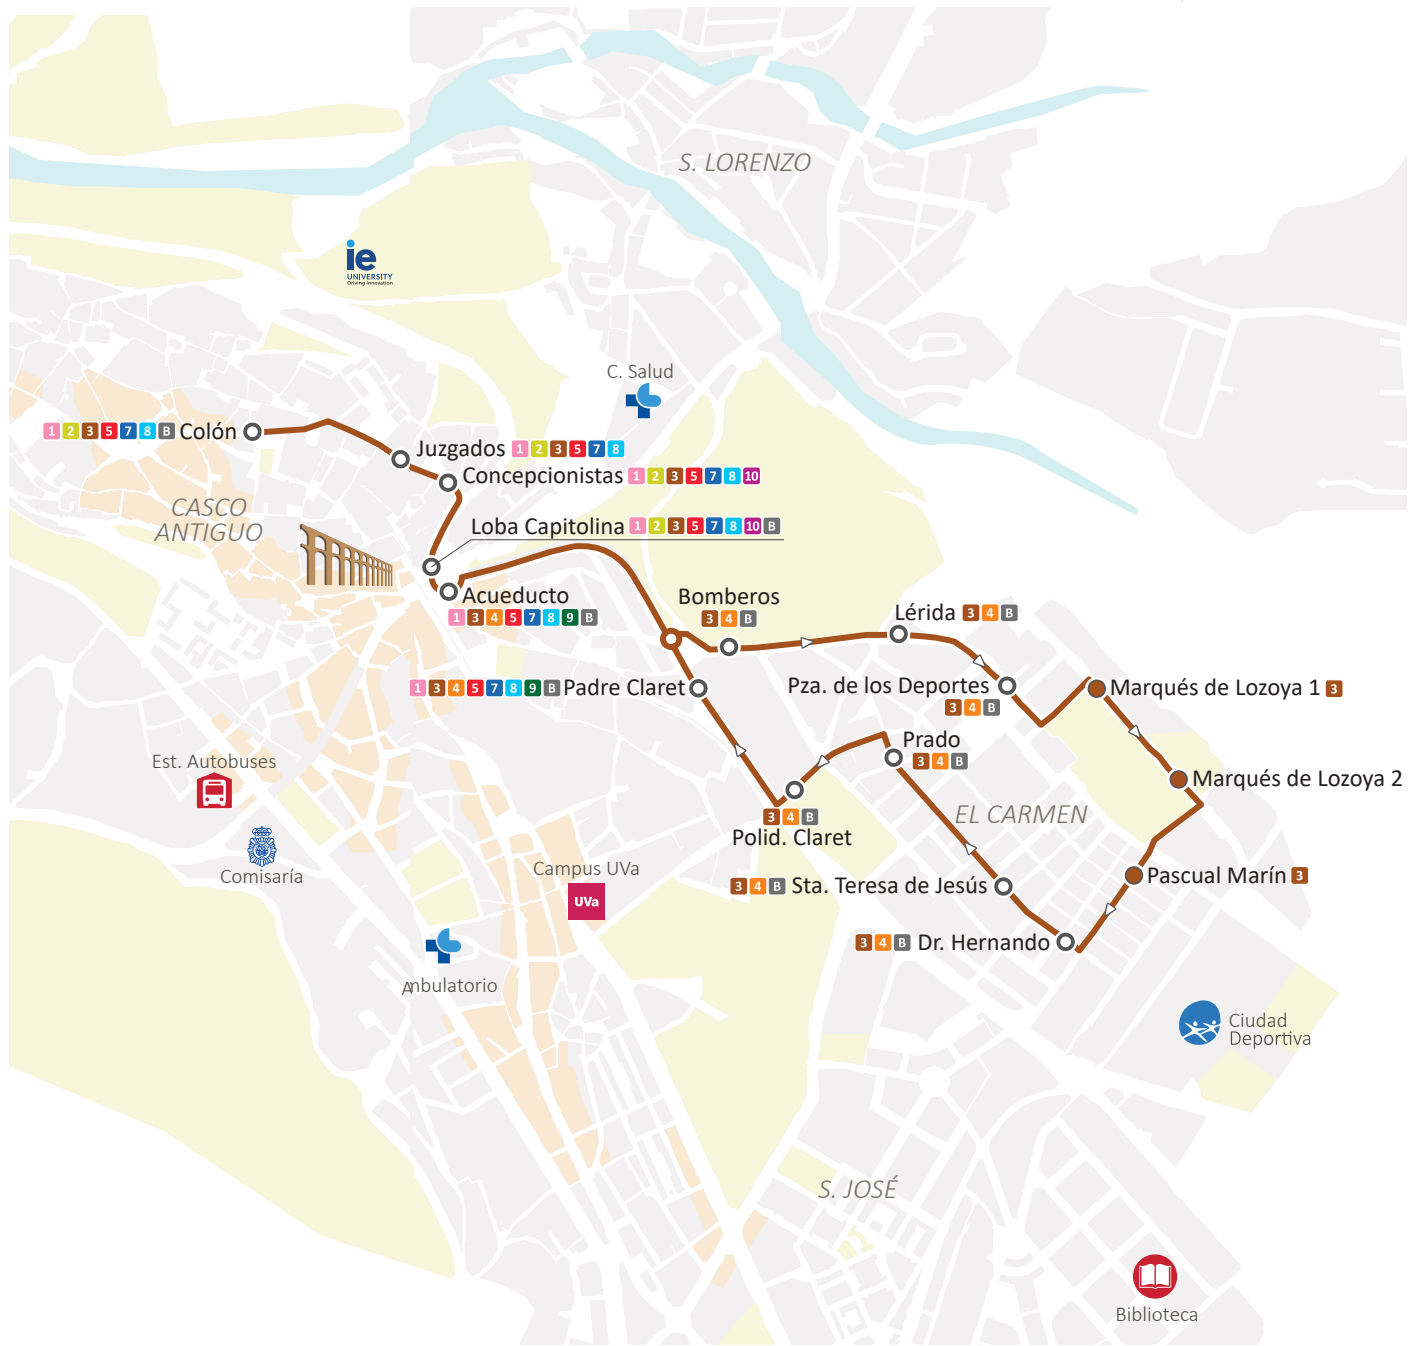 S. LORENZO
ie
UNIVERSITY
Driving Innovation
C. Salud
1 2 3 5 7 8 B Colón
Juzgados 1 2 3 5 7 8
Concepcionistas 1 2 3 5 7 8 10
CASCO
ANTIGUO
Loba Capitolina 1 2 3 5 7 8 10 B
Acueducto
1 3 4 5 7 8 9 B
Bomberos
3 4 B
Lérida 3 4 B
1 3 4 5 7 8 9 B Padre Claret
Pza. de los Deportes
3 4 B
Marqués de Lozoya 1 3
Prado
3 4 B
Est. Autobuses
Marqués de Lozoya 2
EL CARMEN
3 4 B
Polid. Claret
Comisaría
Campus UVa
UVa
3 4 B Sta. Teresa de Jesús
Pascual Marín 3
3 4 B Dr. Hernando
Ambulatorio
Ciudad
Deportiva
S. JOSÉ
Biblioteca